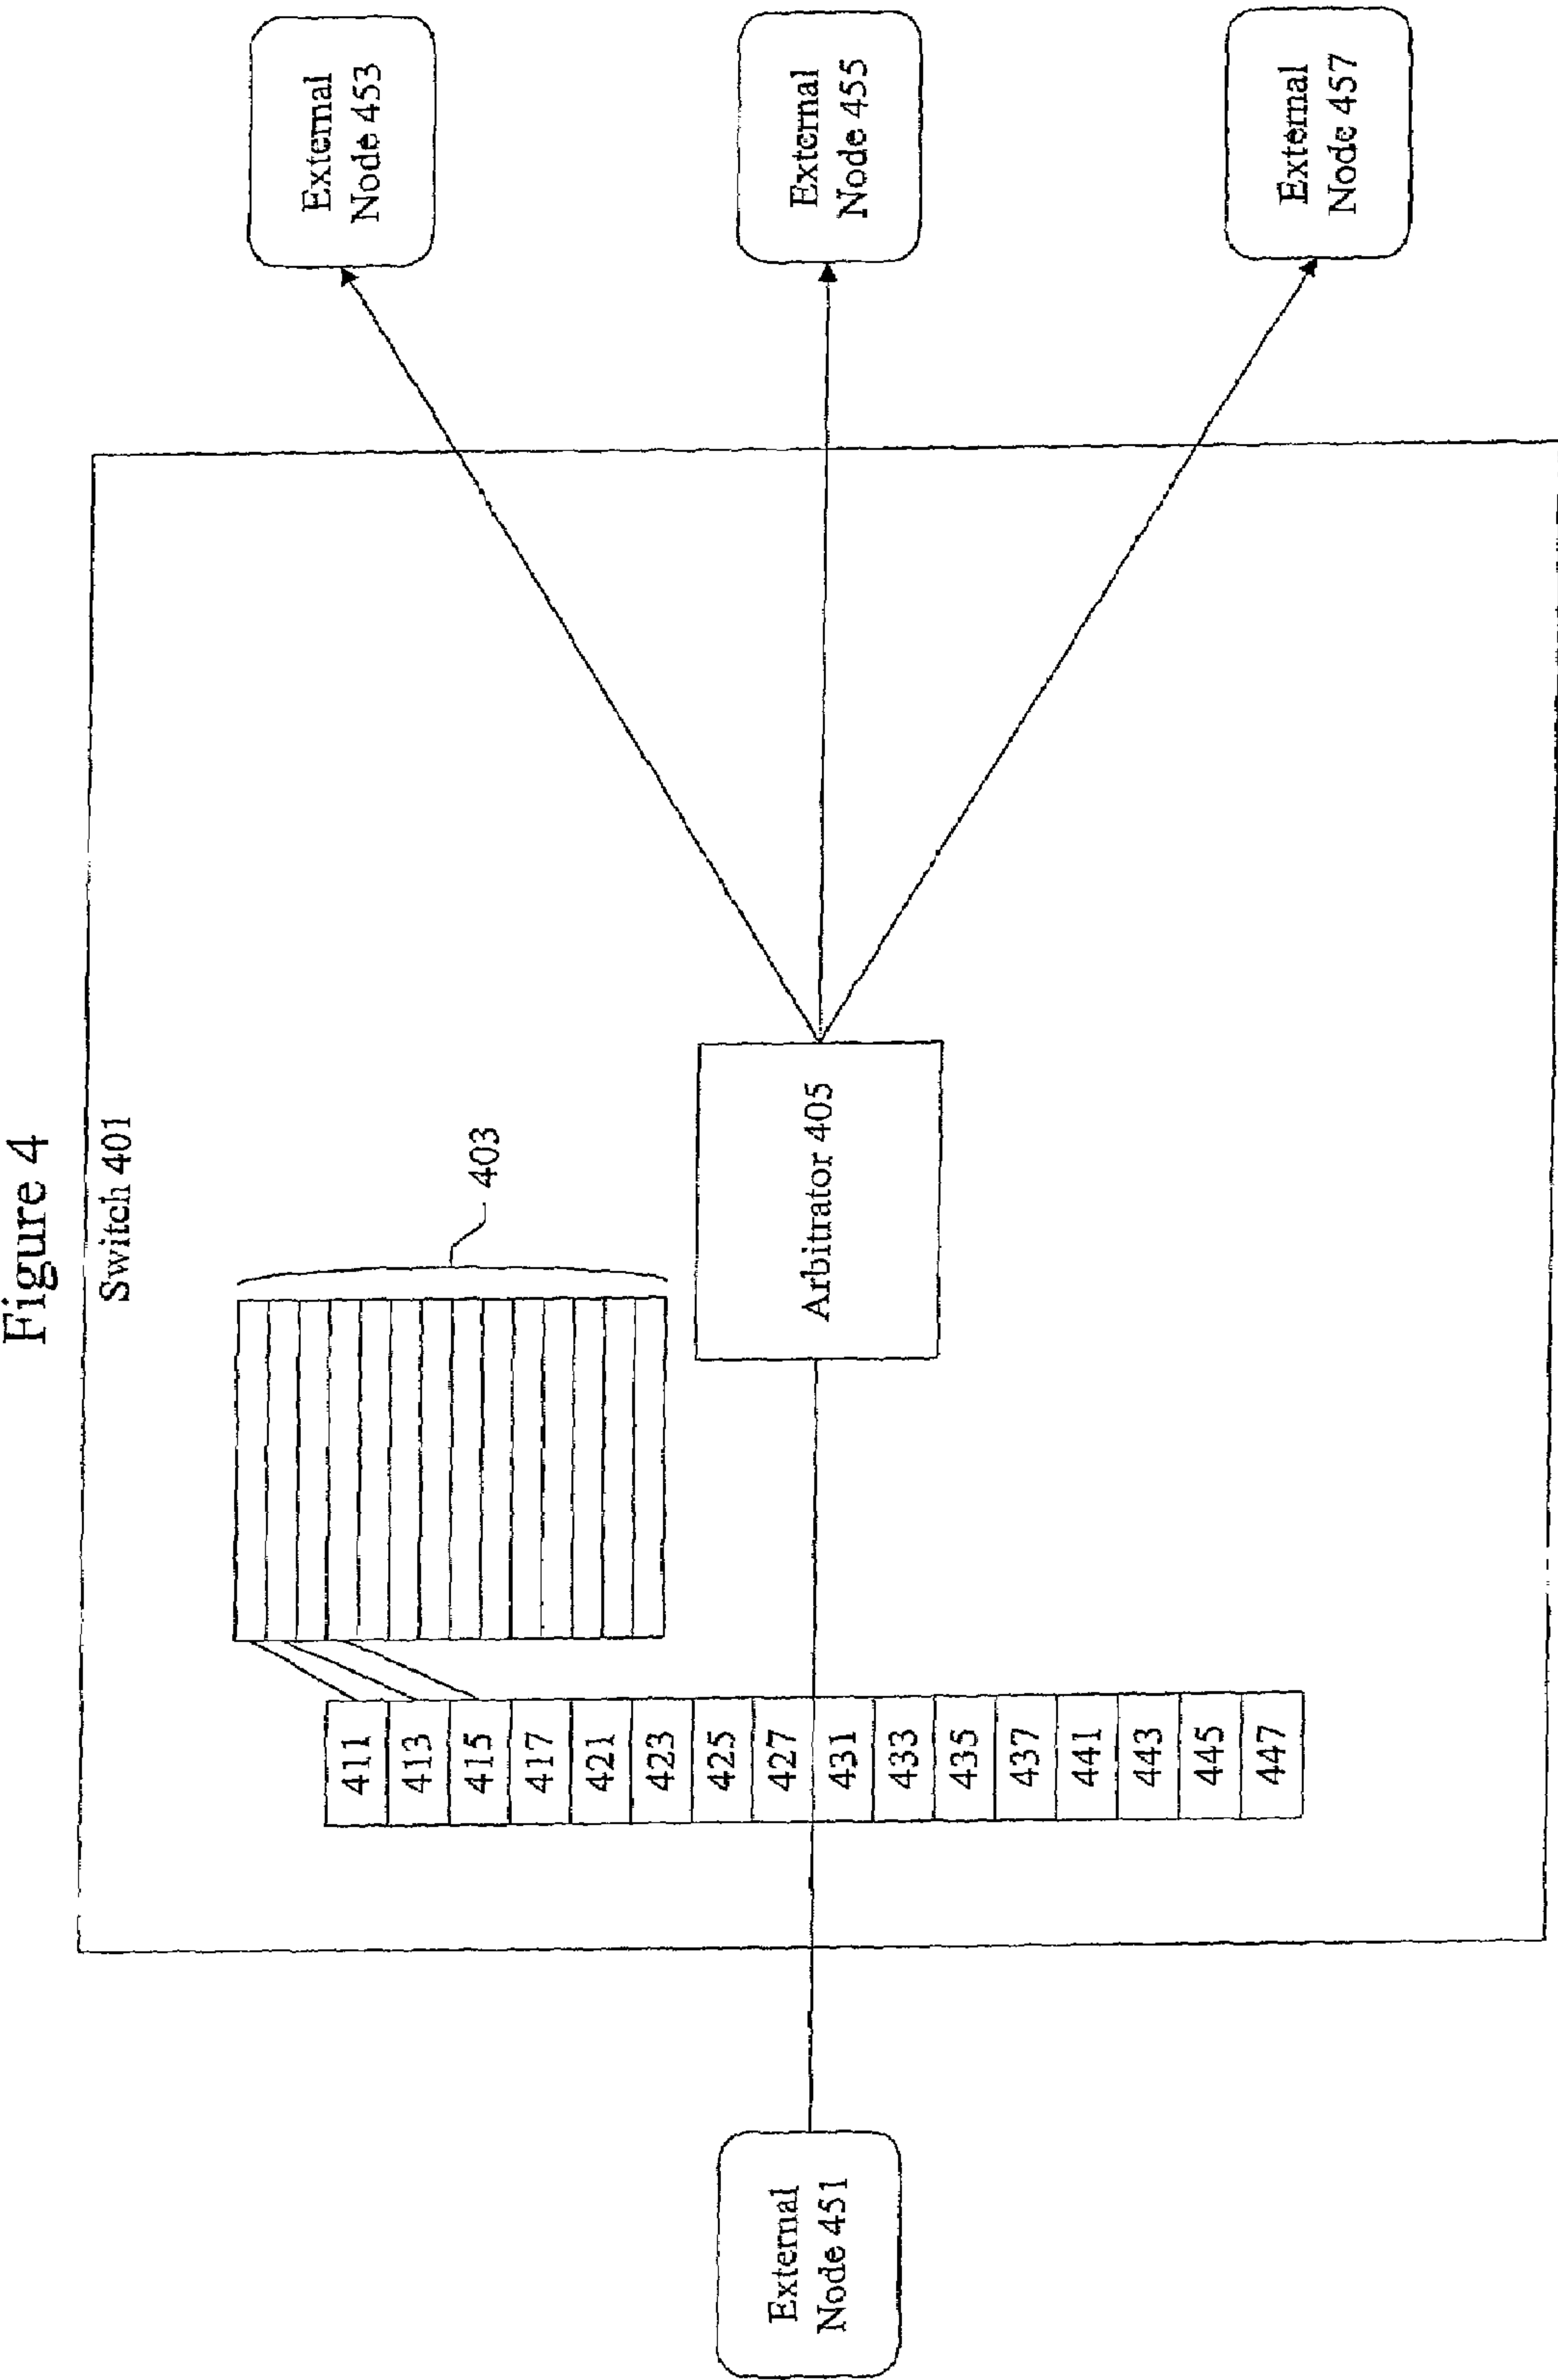 Figure 4
Switch 401
403
External
Node 451
411
413
415
417
421
423
425
427
431
433
435
437
441
443
445
447
Arbitrator 405
External
Node 453
External
Node 455
External
Node 457